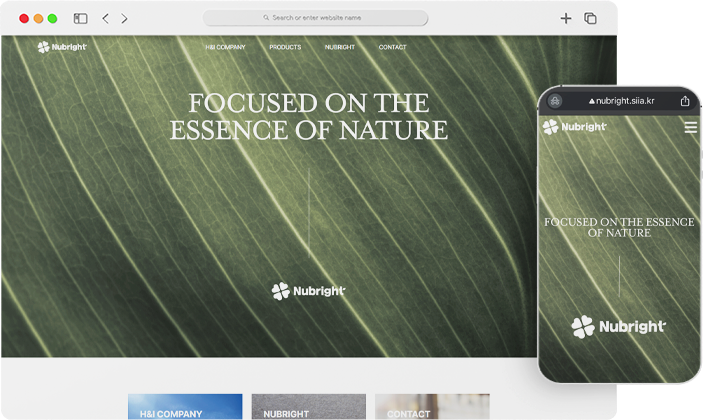 Search or enter website name
Nubright
H&I COMPANY
PRODUCTS
NUBRIGHT
CONTACT
FOCUSED ON THE
ESSENCE OF NATURE
Nubright
H&I COMPANY
NUBRIGHT
CONTACT
nubright.siia.kr
Nubright
FOCUSED ON THE ESSENCE
OF NATURE
Nubright